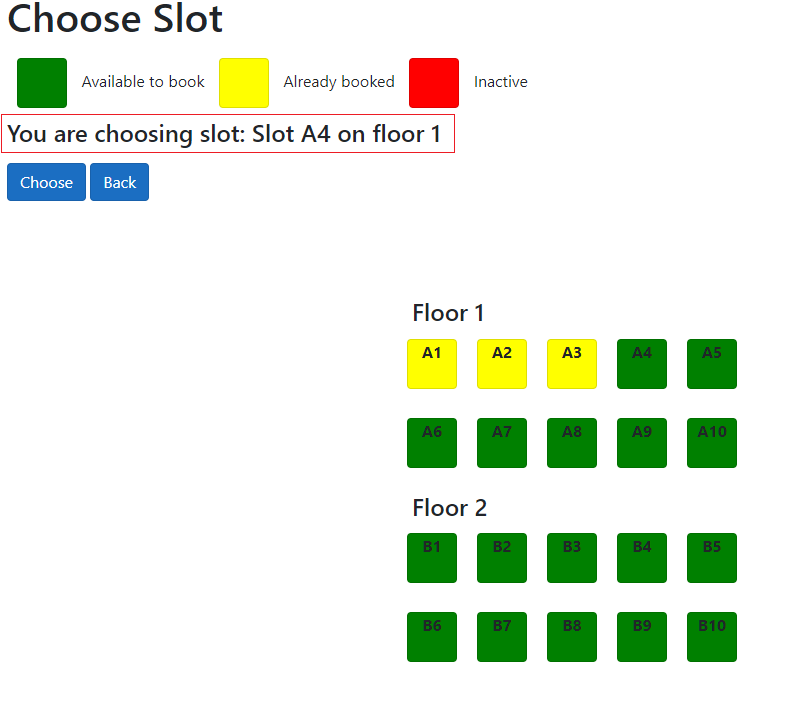 Choose Slot
Available to book Already booked Inactive
You are choosing slot: Slot A4 on floor 1
Choose Back
Floor 1
A1 A2 A3 A4 A5
A6 A7 A8 A9 A10
Floor 2
B1 B2 B3 B4 B5
B6 B7 B8 B9 B10